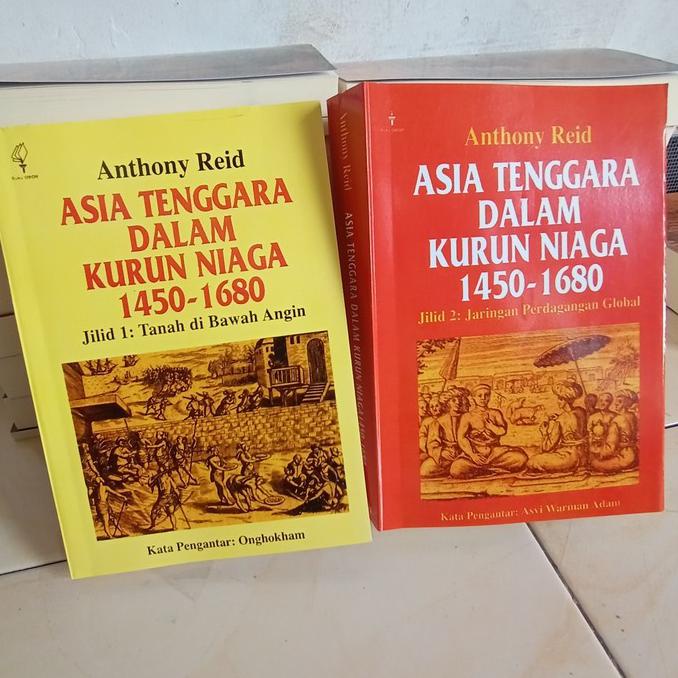 Anthony Reid
ASIA TENGGARA
DALAM
KURUN NIAGA
1450-1680
Jilid 1: Tanah di Bawah Angin
Kata Pengantar: Onghokham
Anthony Reid
ASIA TENGGARA DALAM KURUN NIAGA
Anthony Reid
ASIA TENGGARA
DALAM
KURUN NIAGA
1450-1680
Jilid 2: Jaringan Perdagangan Global
Kata Pengantar: Asvi Warman Adam